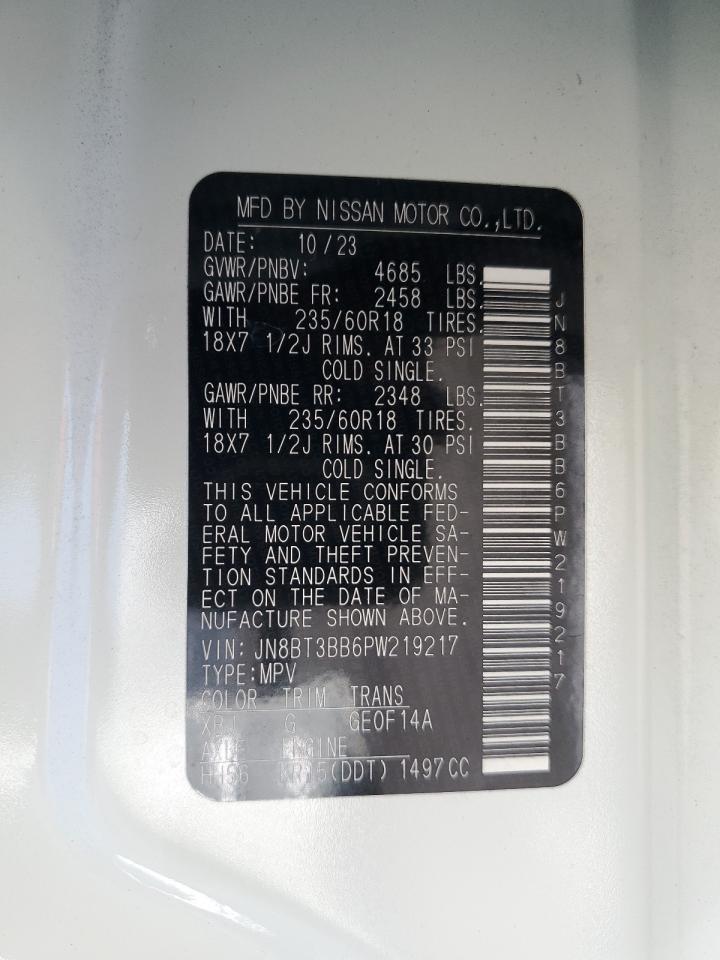 MFD BY NISSAN MOTOR CO.,LTD.
DATE: 10 / 23
GVWR/PNBV: 4685 LBS.
GAWR/PNBE FR: 2458 LBS.
WITH 235/60R18 TIRES.
18X7 1/2J RIMS. AT 33 PSI
COLD SINGLE.
GAWR/PNBE RR: 2348 LBS.
WITH 235/60R18 TIRES.
18X7 1/2J RIMS. AT 30 PSI
COLD SINGLE.
THIS VEHICLE CONFORMS
TO ALL APPLICABLE FED-
ERAL MOTOR VEHICLE SA-
FETY AND THEFT PREVEN-
TION STANDARDS IN EFF-
ECT ON THE DATE OF MA-
NUFACTURE SHOWN ABOVE.
VIN: JN8BT3BB6PW219217
TYPE:MPV
COLOR TRIM TRANS
G GEOF14A
AXLE ENGINE
KR15(DDT) 1497CC
JN8BT3BB6PW219217